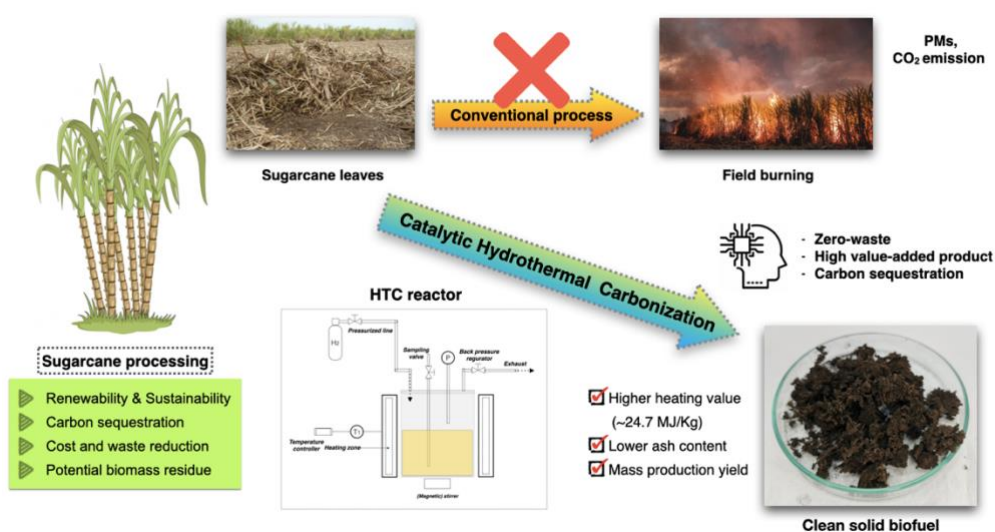 Conventional process
PMs,
CO₂ emission
Sugarcane leaves
Field burning
Catalytic Hydrothermal Carbonization
- Zero-waste
- High value-added product
- Carbon sequestration
HTC reactor
H₂
Pressurized line
Sampling
valve
P
Back pressure
regurator
Exhaust
Temperature
controller
Heating zone
(Magnetic) stirrer
Sugarcane processing
Renewability & Sustainability
Carbon sequestration
Cost and waste reduction
Potential biomass residue
Higher heating value
(~24.7 MJ/Kg)
Lower ash content
Mass production yield
Clean solid biofuel